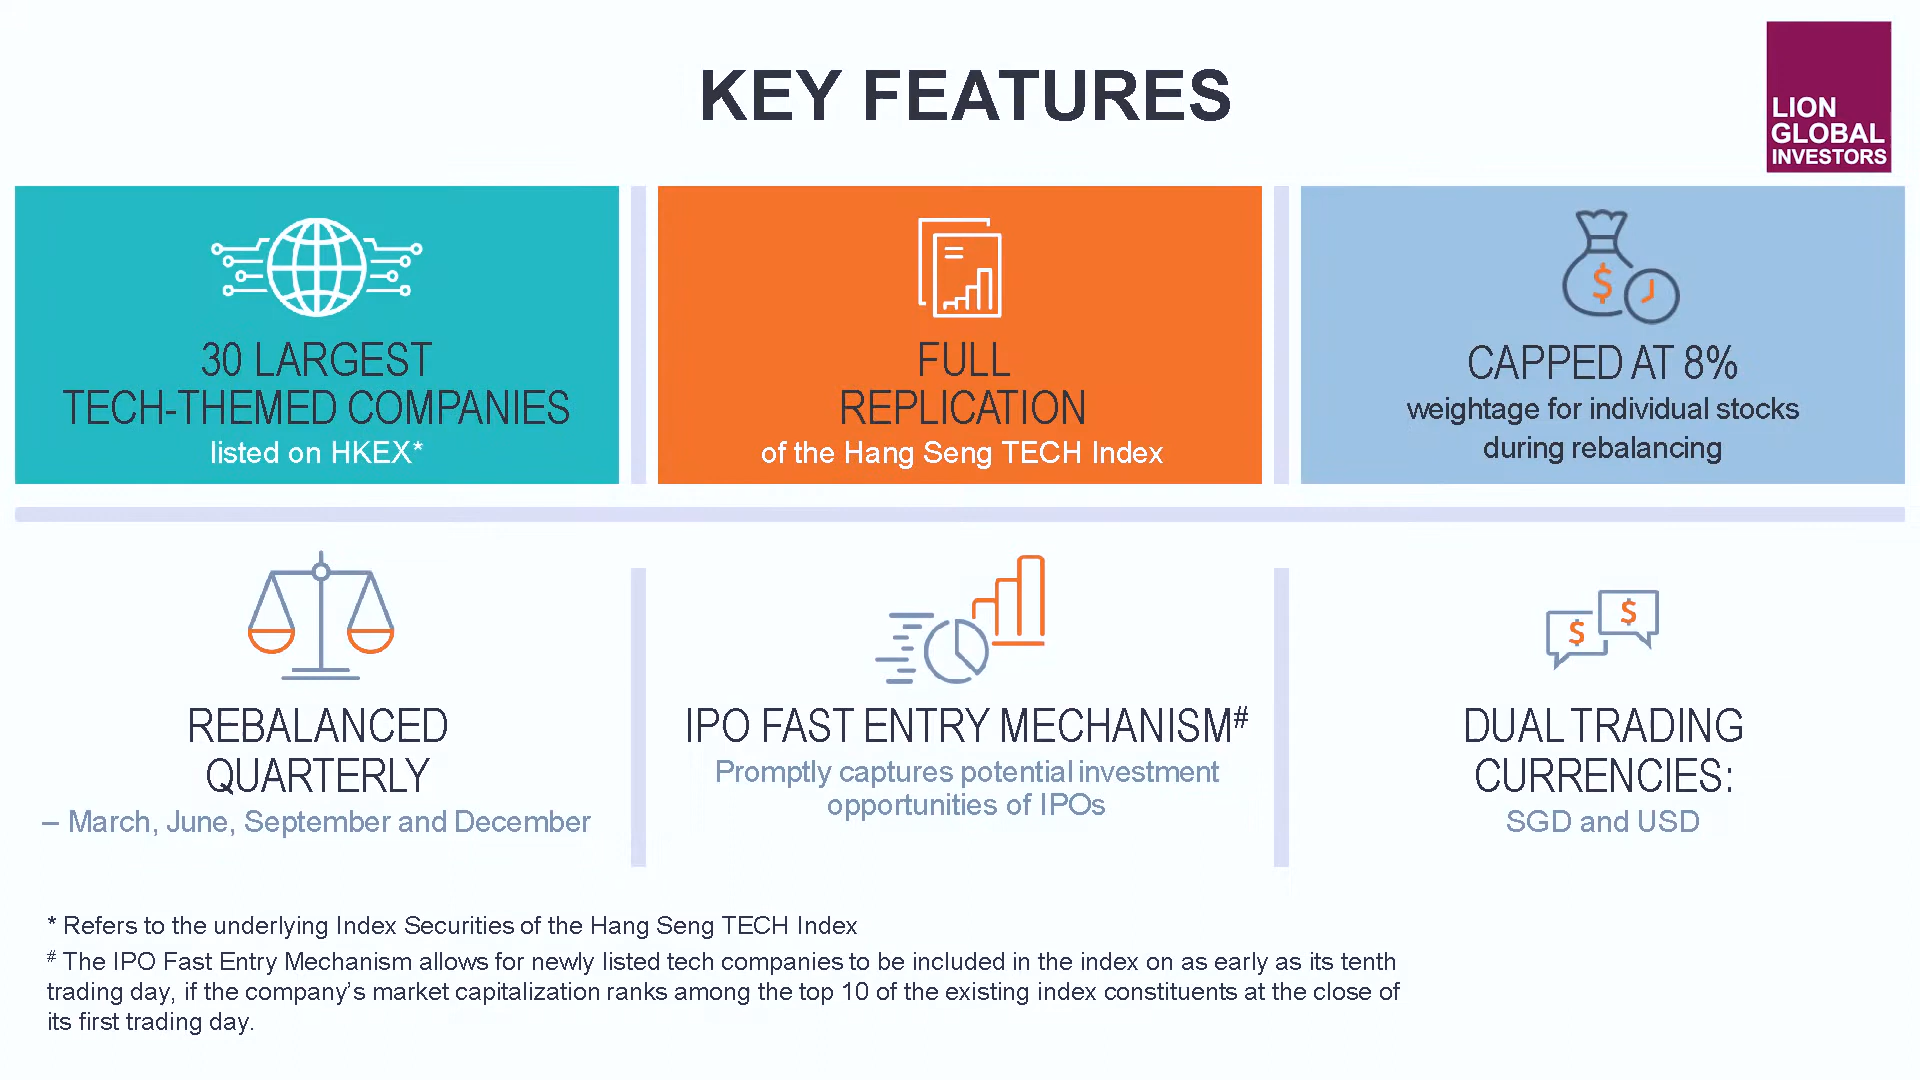 KEY FEATURES
LION
GLOBAL
INVESTORS
30 LARGEST
TECH-THEMED COMPANIES
listed on HKEX*
FULL
REPLICATION
of the Hang Seng TECH Index
$
CAPPED AT 8%
weightage for individual stocks
during rebalancing
REBALANCED
QUARTERLY
– March, June, September and December
IPO FAST ENTRY MECHANISM#
Promptly captures potential investment
opportunities of IPOs
$ $
DUAL TRADING
CURRENCIES:
SGD and USD
* Refers to the underlying Index Securities of the Hang Seng TECH Index
# The IPO Fast Entry Mechanism allows for newly listed tech companies to be included in the index on as early as its tenth
trading day, if the company’s market capitalization ranks among the top 10 of the existing index constituents at the close of
its first trading day.